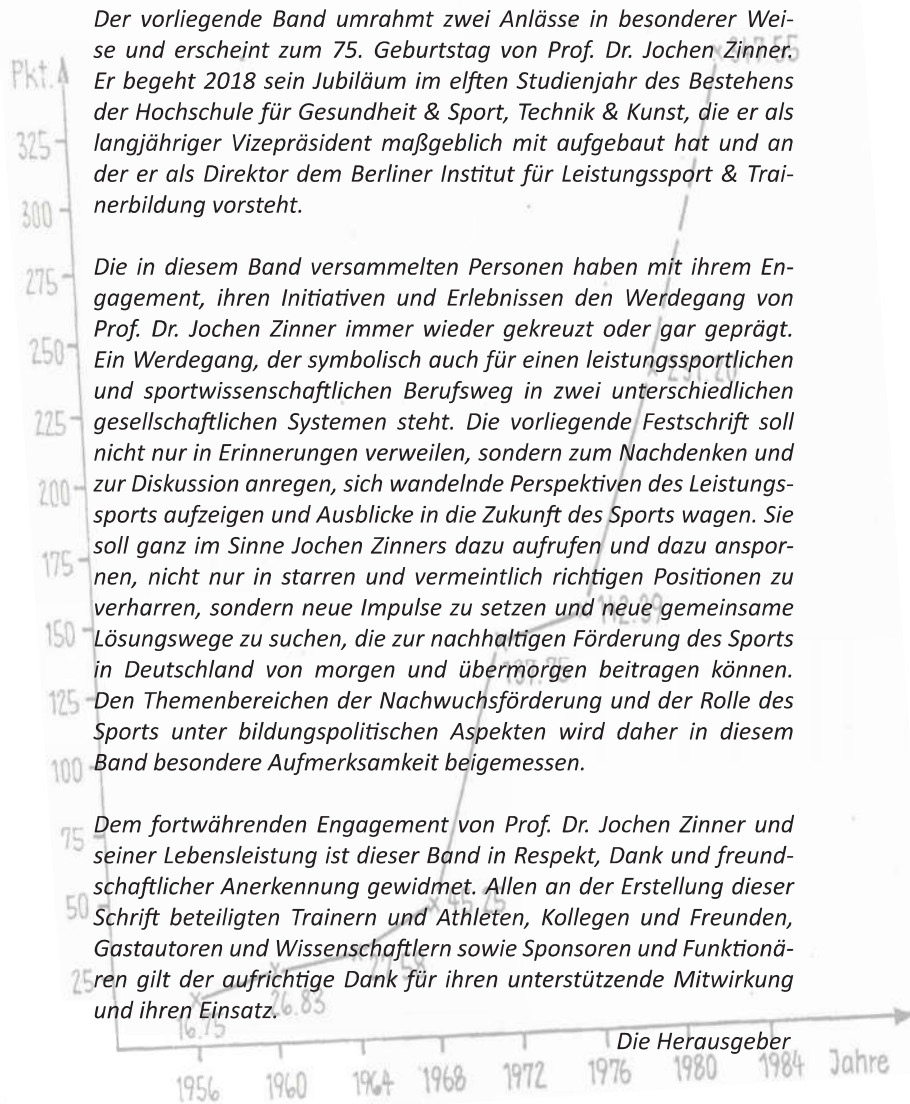 Der vorliegende Band umrahmt zwei Anlässe in besonderer Wei-
se und erscheint zum 75. Geburtstag von Prof. Dr. Jochen Zinner.
Er begeht 2018 sein Jubiläum im elften Studienjahr des Bestehens
der Hochschule für Gesundheit & Sport, Technik & Kunst, die er als
langjähriger Vizepräsident maßgeblich mit aufgebaut hat und an
der er als Direktor dem Berliner Institut für Leistungssport & Trai-
nerbildung vorsteht.
Die in diesem Band versammelten Personen haben mit ihrem En-
gagement, ihren Initiativen und Erlebnissen den Werdegang von
Prof. Dr. Jochen Zinner immer wieder gekreuzt oder gar geprägt.
Ein Werdegang, der symbolisch auch für einen leistungssportlichen
und sportwissenschaftlichen Berufsweg in zwei unterschiedlichen
gesellschaftlichen Systemen steht. Die vorliegende Festschrift soll
nicht nur in Erinnerungen verweilen, sondern zum Nachdenken und
zur Diskussion anregen, sich wandelnde Perspektiven des Leistungs-
sports aufzeigen und Ausblicke in die Zukunft des Sports wagen. Sie
soll ganz im Sinne Jochen Zinners dazu aufrufen und dazu anspor-
nen, nicht nur in starren und vermeintlich richtigen Positionen zu
verharren, sondern neue Impulse zu setzen und neue gemeinsame
Lösungswege zu suchen, die zur nachhaltigen Förderung des Sports
in Deutschland von morgen und übermorgen beitragen können.
Den Themenbereichen der Nachwuchsförderung und der Rolle des
Sports unter bildungspolitischen Aspekten wird daher in diesem
Band besondere Aufmerksamkeit beigemessen.
Dem fortwährenden Engagement von Prof. Dr. Jochen Zinner und
seiner Lebensleistung ist dieser Band in Respekt, Dank und freund-
schaftlicher Anerkennung gewidmet. Allen an der Erstellung dieser
Schrift beteiligten Trainern und Athleten, Kollegen und Freunden,
Gastautoren und Wissenschaftlern sowie Sponsoren und Funktionä-
ren gilt der aufrichtige Dank für ihren unterstützende Mitwirkung
und ihren Einsatz.
Die Herausgeber
Pkt.
325
300
275
250
225
200
175
150
125
100
75
50
25
16.75
26.83
1956
1960
1964
1968
1972
1976
1980
1984
Jahre